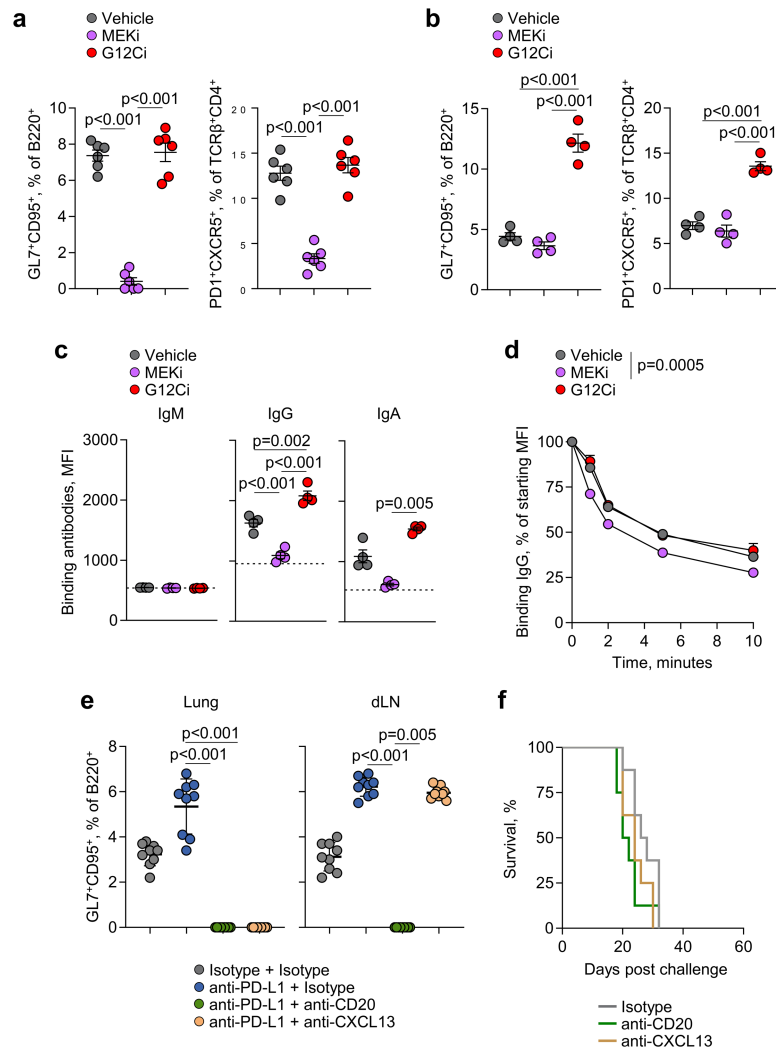 a
Vehicle
MEKi
G12Ci
GL7+CD95+, % of B220+
10
8
6
4
2
0
p<0.001
p<0.001
PD1+CXCR5+, % of TCRβ+CD4+
20
15
10
5
0
p<0.001
p<0.001
b
Vehicle
MEKi
G12Ci
GL7+CD95+, % of B220+
15
10
5
0
p<0.001
p<0.001
PD1+CXCR5+, % of TCRβ+CD4+
20
15
10
5
0
p<0.001
p<0.001
c
Vehicle
MEKi
G12Ci
IgM
IgG
IgA
Binding antibodies, MFI
3000
2000
1000
0
p=0.002
p<0.001
p<0.001
p=0.005
d
Vehicle
MEKi
G12Ci
p=0.0005
Binding IgG, % of starting MFI
100
75
50
25
0
0 2 4 6 8 10
Time, minutes
e
Lung
dLN
GL7+CD95+, % of B220+
8
6
4
2
0
p<0.001
p<0.001
p=0.005
p<0.001
Isotype + Isotype
anti-PD-L1 + Isotype
anti-PD-L1 + anti-CD20
anti-PD-L1 + anti-CXCL13
f
Survival, %
100
75
50
25
0
0 20 40 60
Days post challenge
Isotype
anti-CD20
anti-CXCL13